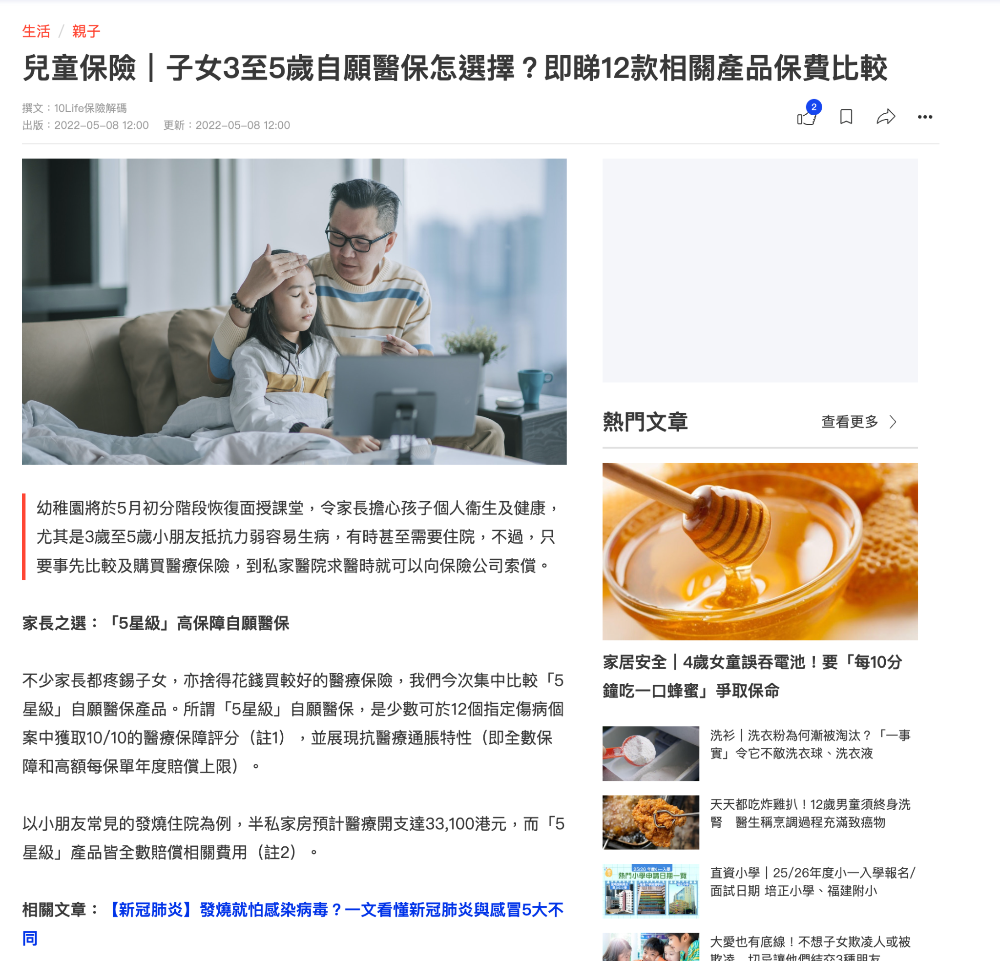 生活 / 親子
兒童保險｜子女3至5歲自願醫保怎選擇？即睇12款相關產品保費比較
撰文：10Life保險解碼
出版：2022-05-08 12:00 更新：2022-05-08 12:00
2
幼稚園將於5月初分階段恢復面授課堂，令家長擔心孩子個人衞生及健康，
尤其是3歲至5歲小朋友抵抗力弱容易生病，有時甚至需要住院，不過，只
要事先比較及購買醫療保險，到私家醫院求醫時就可以向保險公司索償。
家長之選：「5星級」高保障自願醫保
不少家長都疼錫子女，亦捨得花錢買較好的醫療保險，我們今次集中比較「5
星級」自願醫保產品。所謂「5星級」自願醫保，是少數可於12個指定傷病個
案中獲取10/10的醫療保障評分（註1），並展現抗醫療通脹特性（即全數保
障和高額每保單年度賠償上限）。
以小朋友常見的發燒住院為例，半私家房預計醫療開支達33,100港元，而「5
星級」產品皆全數賠償相關費用（註2）。
相關文章：【新冠肺炎】發燒就怕感染病毒？一文看懂新冠肺炎與感冒5大不
同
熱門文章
查看更多
家居安全｜4歲女童誤吞電池！要「每10分
鐘吃一口蜂蜜」爭取保命
洗衫｜洗衣粉為何漸被淘汰？「一事
實」令它不敵洗衣球、洗衣液
天天都吃炸雞扒！12歲男童須終身洗
腎　醫生稱烹調過程充滿致癌物
25/26 年度小一入學
熱門小學申請日期一覽
直資小學｜25/26年度小一入學報名/
面試日期 培正小學、福建附小
大愛也有底線！不想子女欺凌人或被
欺凌　切忌讓他們結交3種朋友